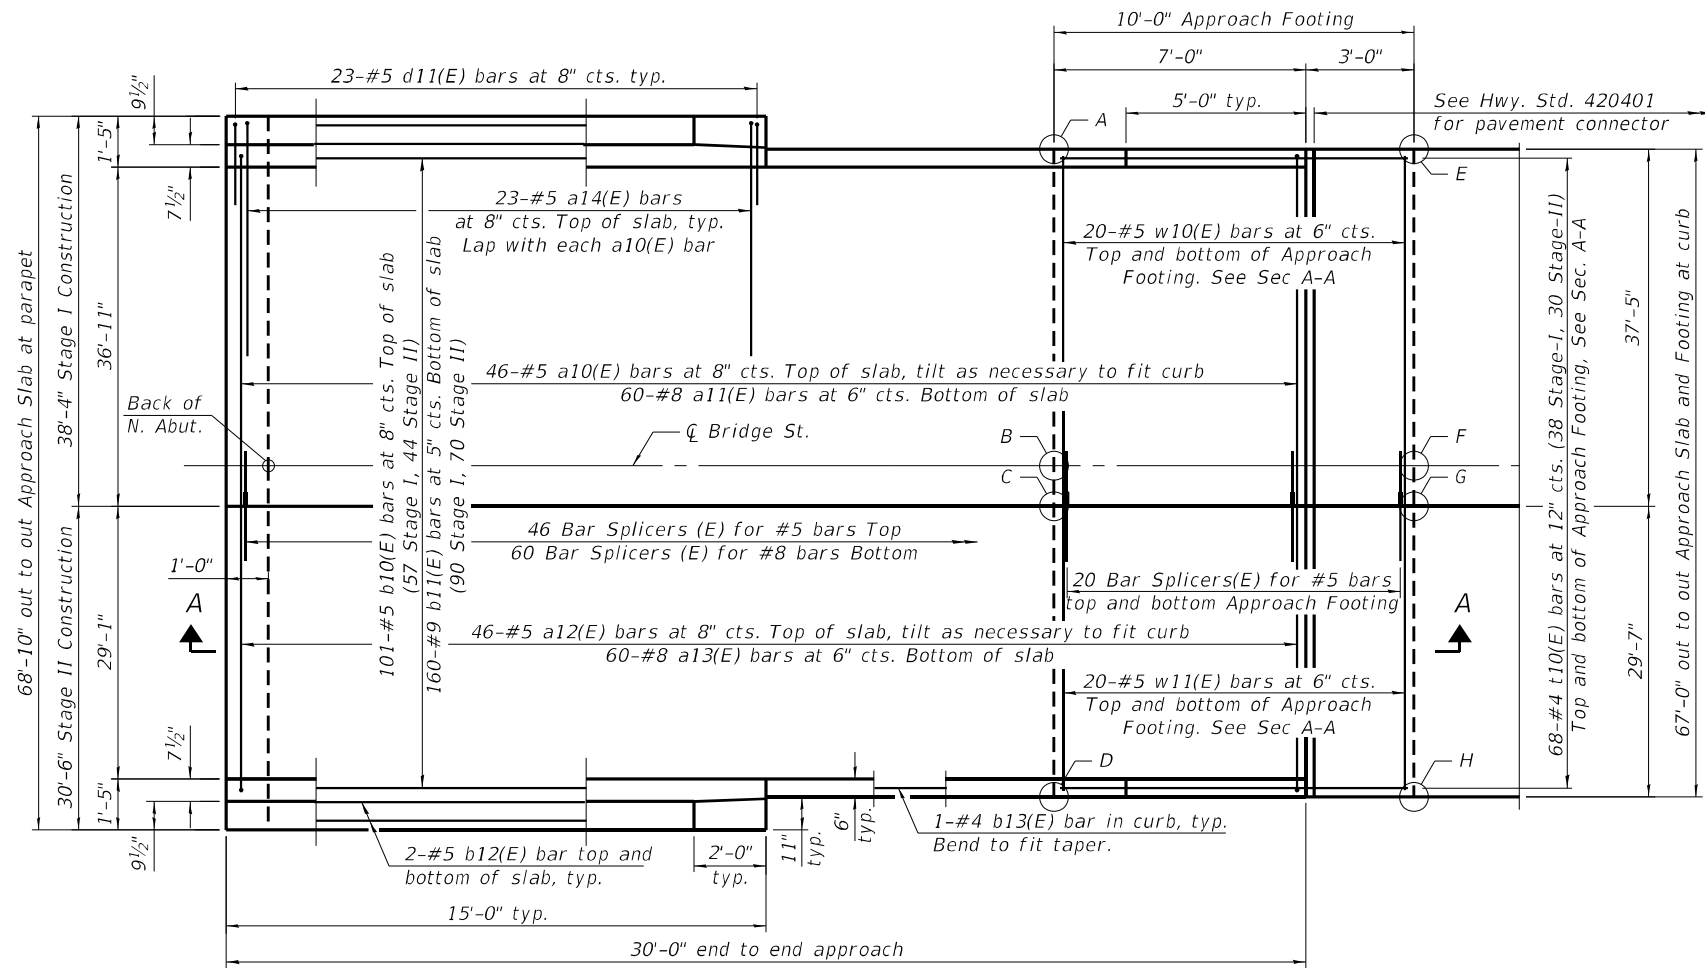 10'-0" Approach Footing
7'-0"
3'-0"
23-#5 d11(E) bars at 8" cts. typ.
5'-0" typ.
See Hwy. Std. 420401
for pavement connector
9½"
1'-5"
7½"
A
E
23-#5 a14(E) bars
at 8" cts. Top of slab, typ.
Lap with each a10(E) bar
20-#5 w10(E) bars at 6" cts.
Top and bottom of Approach
Footing. See Sec A-A
68'-10" out to out Approach Slab at parapet
38'-4" Stage I Construction
36'-11"
101-#5 b10(E) bars at 8" cts. Top of slab
(57 Stage I, 44 Stage II)
160-#9 b11(E) bars at 5" cts. Bottom of slab
(90 Stage I, 70 Stage II)
46-#5 a10(E) bars at 8" cts. Top of slab, tilt as necessary to fit curb
60-#8 a11(E) bars at 6" cts. Bottom of slab
68-#4 t10(E) bars at 12" cts. (38 Stage-I, 30 Stage-II)
Top and bottom of Approach Footing, See Sec. A-A
37'-5"
67'-0" out to out Approach Slab and Footing at curb
Back of
N. Abut.
℄ Bridge St.
B
F
C
G
46 Bar Splicers (E) for #5 bars Top
60 Bar Splicers (E) for #8 bars Bottom
1'-0"
20 Bar Splicers(E) for #5 bars
top and bottom Approach Footing
A
A
30'-6" Stage II Construction
29'-1"
46-#5 a12(E) bars at 8" cts. Top of slab, tilt as necessary to fit curb
60-#8 a13(E) bars at 6" cts. Bottom of slab
29'-7"
20-#5 w11(E) bars at 6" cts.
Top and bottom of Approach
Footing. See Sec A-A
7½"
1'-5"
9½"
D
H
2-#5 b12(E) bar top and
bottom of slab, typ.
2'-0"
typ.
11"
typ.
6"
typ.
1-#4 b13(E) bar in curb, typ.
Bend to fit taper.
15'-0" typ.
30'-0" end to end approach